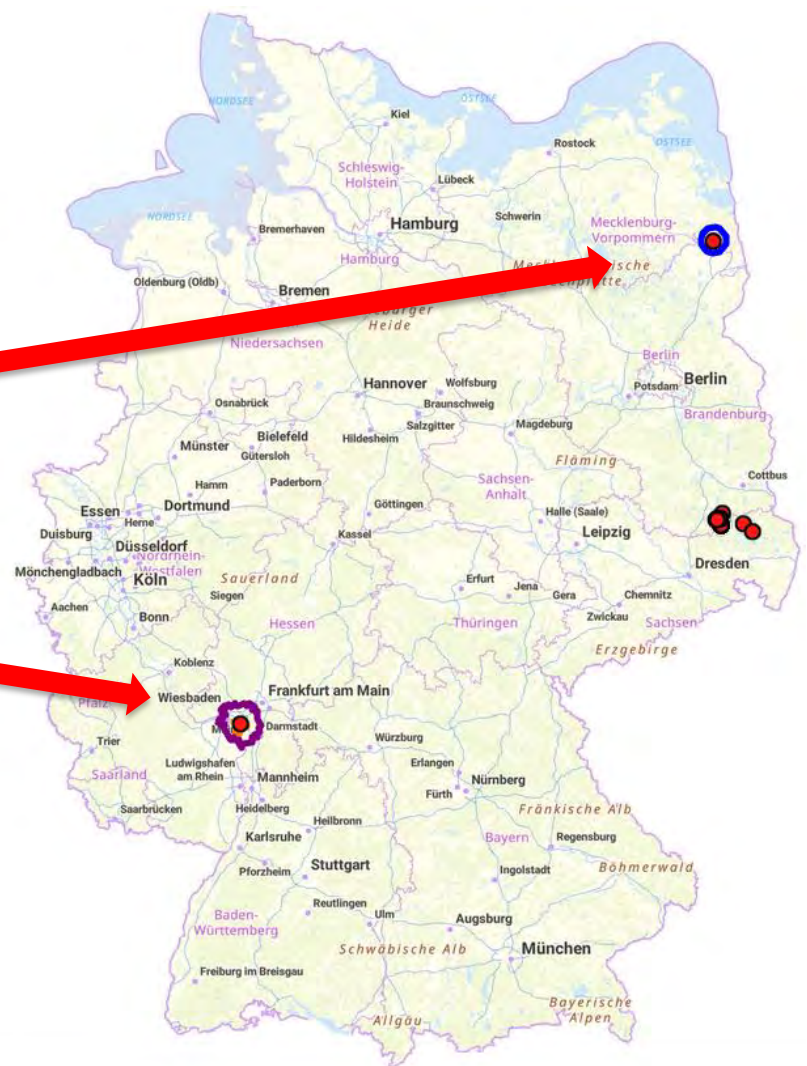 NORDSEE
OSTSEE
Kiel
Rostock
OSTSEE
Schleswig-
Holstein
Lübeck
NORDSEE
Bremerhaven
Hamburg
Schwerin
Mecklenburg-
Vorpommern
Hamburg
Oldenburg (Oldb)
Bremen
Heide
Niedersachsen
Berlin
Hannover
Wolfsburg
Potsdam
Berlin
Braunschweig
Osnabrück
Salzgitter
Magdeburg
Brandenburg
Münster
Bielefeld
Hildesheim
Gütersloh
Fläming
Cottbus
Hamm
Paderborn
Sachsen-
Anhalt
Essen
Dortmund
Göttingen
Halle (Saale)
Herne
Duisburg
Leipzig
Düsseldorf
Kassel
Dresden
Nordrhein-
Westfalen
Mönchengladbach
Köln
Sauerland
Erfurt
Jena
Gera
Chemnitz
Aachen
Siegen
Zwickau
Sachsen
Bonn
Hessen
Thüringen
Erzgebirge
Koblenz
Wiesbaden
Frankfurt am Main
Pfalz
Darmstadt
Trier
Würzburg
Ludwigshafen
am Rhein
Erlangen
Saarland
Mannheim
Nürnberg
Fürth
Saarbrücken
Heidelberg
Fränkische Alb
Heilbronn
Karlsruhe
Bayern
Regensburg
Pforzheim
Stuttgart
Ingolstadt
Böhmerwald
Reutlingen
Baden-
Württemberg
Ulm
Augsburg
Schwäbische Alb
München
Freiburg im Breisgau
Bayerische
Alpen
Allgäu